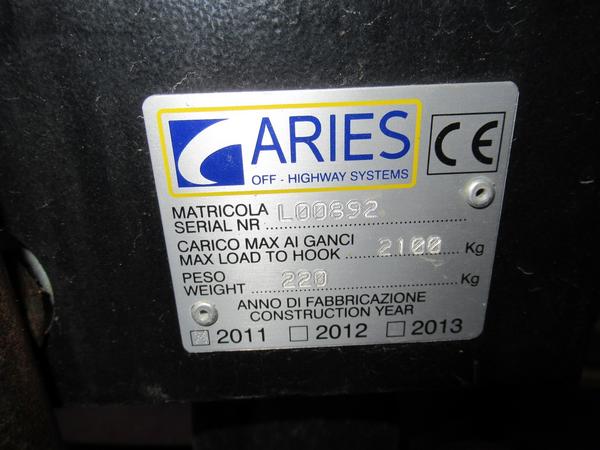 ARIES
OFF - HIGHWAY SYSTEMS
CE
MATRICOLA
SERIAL NR L00892
CARICO MAX AI GANCI
MAX LOAD TO HOOK 2100 Kg
PESO
WEIGHT 220 Kg
ANNO DI FABBRICAZIONE
CONSTRUCTION YEAR
2011 2012 2013